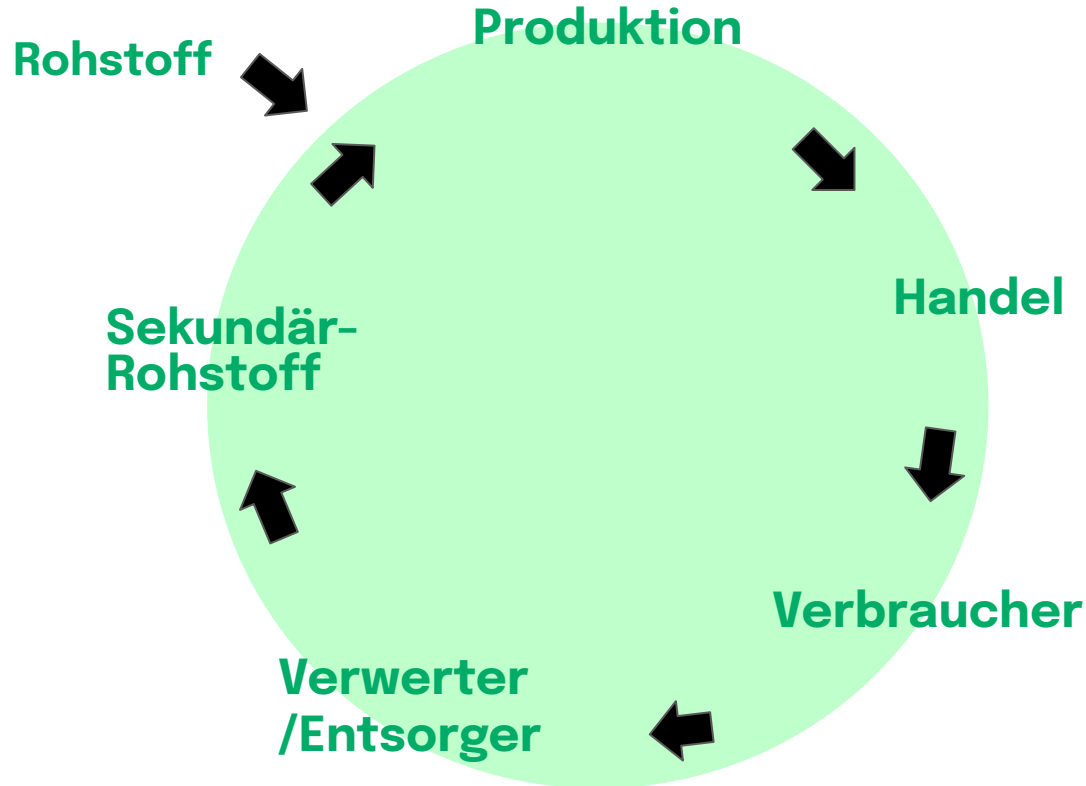 Produktion
Rohstoff
Handel
Sekundär-
Rohstoff
Verbraucher
Verwerter
/Entsorger